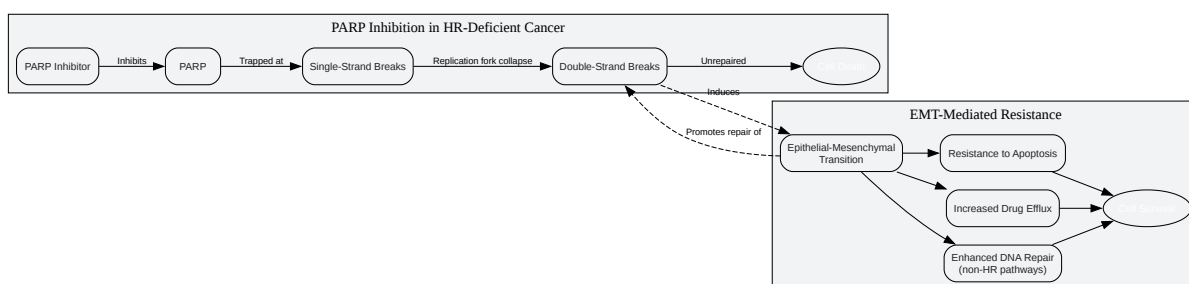 PARP Inhibition in HR-Deficient Cancer
PARP Inhibitor
Inhibits
PARP
Trapped at
Single-Strand Breaks
Replication fork collapse
Double-Strand Breaks
Unrepaired
Cell Death
Induces
Promotes repair of
EMT-Mediated Resistance
Epithelial-Mesenchymal
Transition
Resistance to Apoptosis
Increased Drug Efflux
Cell Survival
Enhanced DNA Repair
(non-HR pathways)